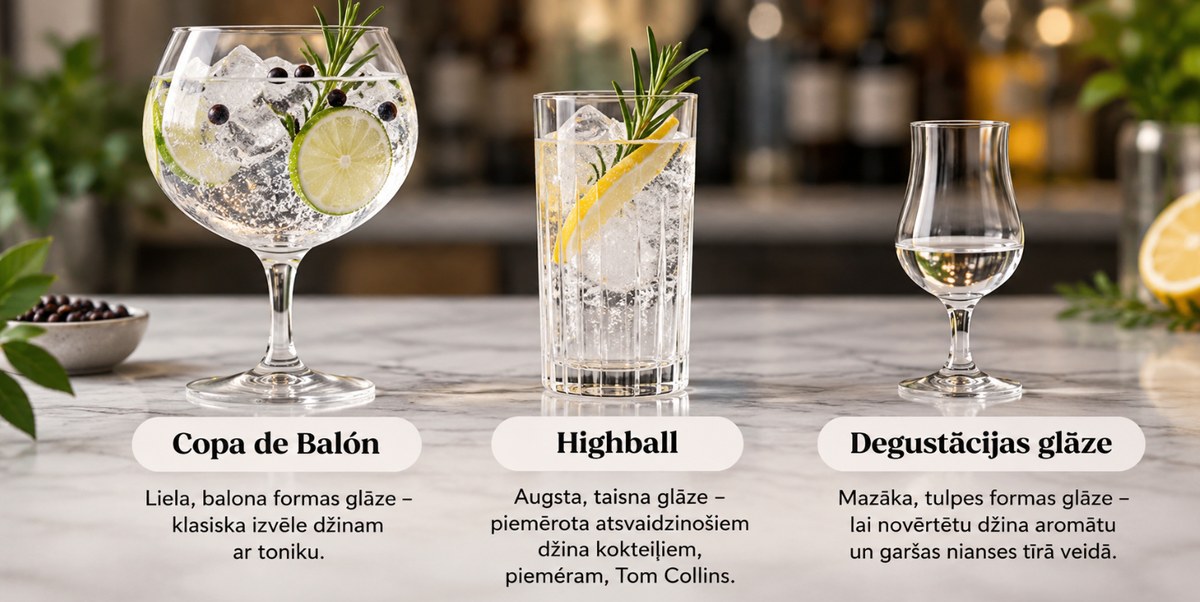 Copa de Balón
Liela, balona formas glāze –
klasiska izvēle džinam
ar toniku.
Highball
Augsta, taisna glāze –
piemērota atsvaidzinošiem
džina kokteiļiem,
piemēram, Tom Collins.
Degustācijas glāze
Mazāka, tulpes formas glāze –
lai novērtētu džina aromātu
un garšas nianses tīrā veidā.